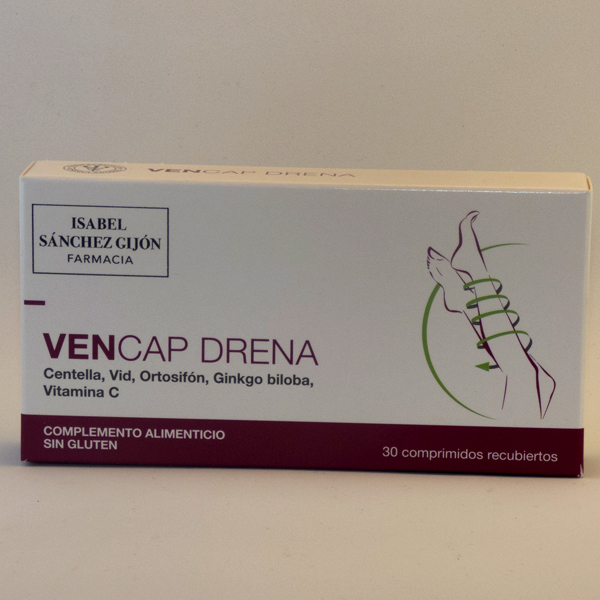 VENCAP DRENA
ISABEL
SÁNCHEZ GIJÓN
FARMACIA
VENCAP DRENA
Centella, Vid, Ortosifón, Ginkgo biloba,
Vitamina C
COMPLEMENTO ALIMENTICIO
SIN GLUTEN
30 comprimidos recubiertos